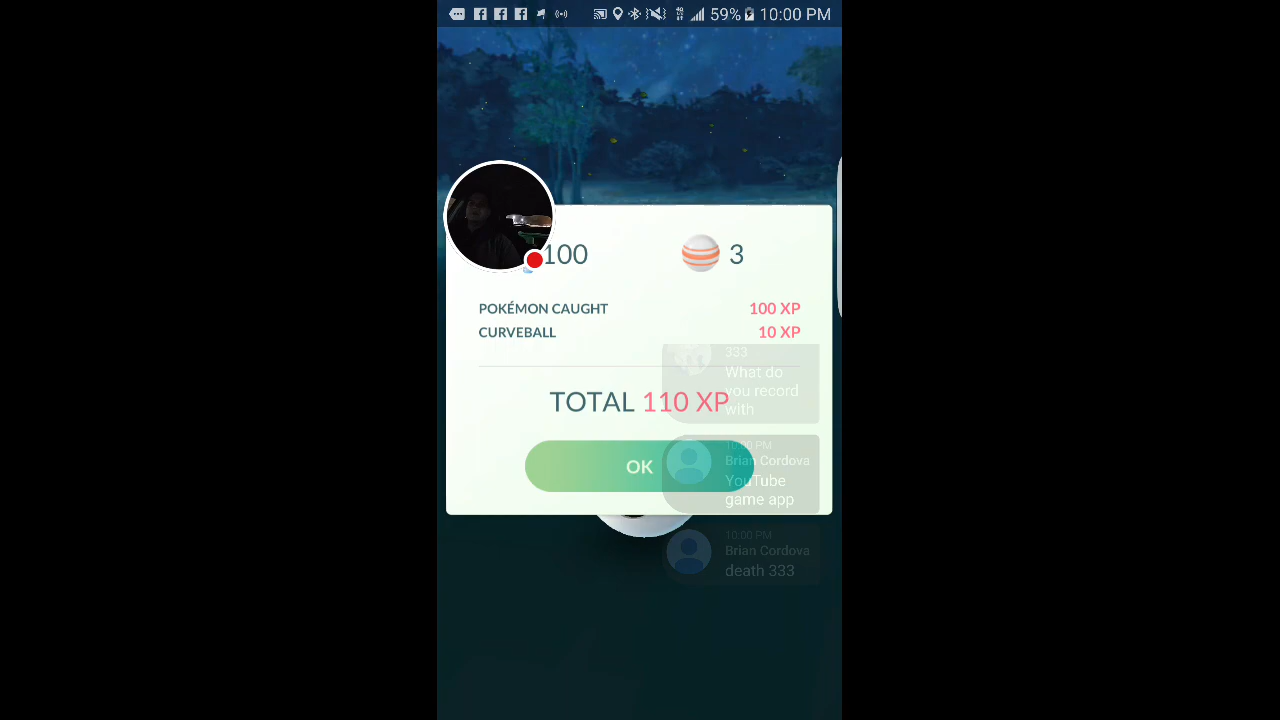 59% 10:00 PM
100
3
POKÉMON CAUGHT 100 XP
CURVEBALL 10 XP
TOTAL 110 XP
OK
333
What do
you record
with
10:00 PM
Brian Cordova
YouTube
game app
10:00 PM
Brian Cordova
death 333